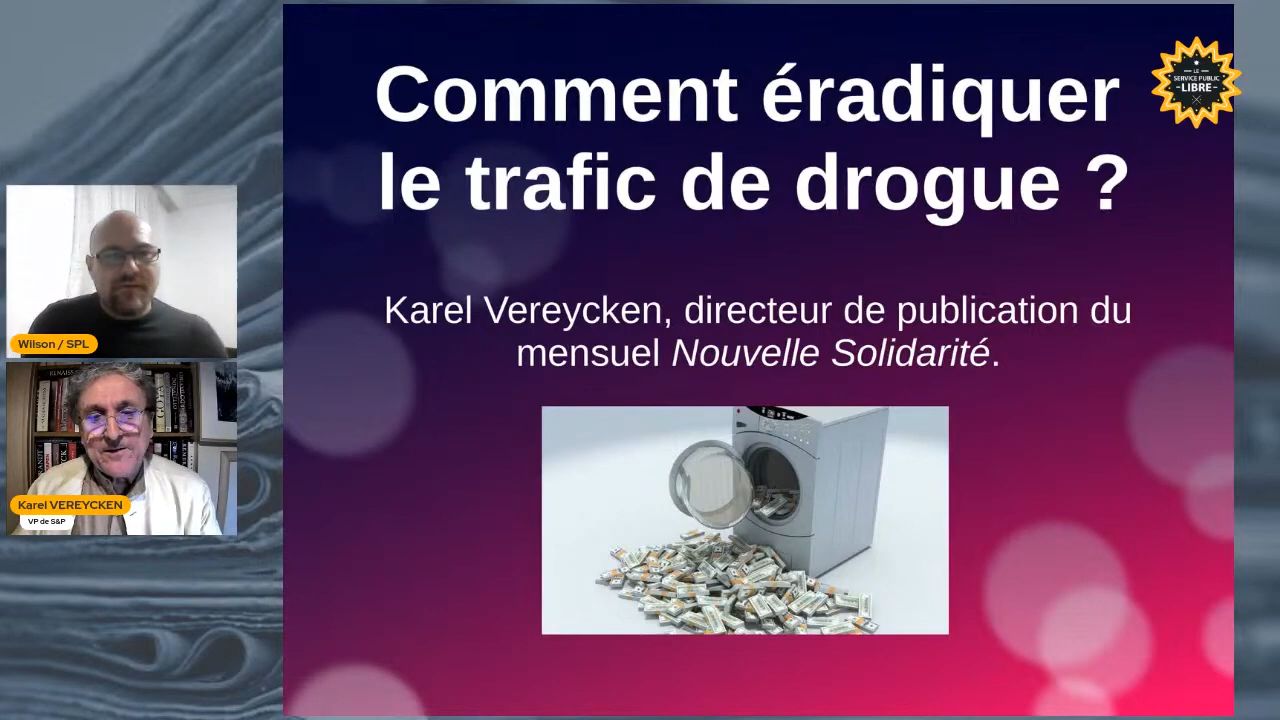 Comment éradiquer
le trafic de drogue ?
LE
SERVICE PUBLIC
LIBRE
Karel Vereycken, directeur de publication du
mensuel Nouvelle Solidarité.
Wilson / SPL
GOYA
Karel VEREYCKEN
VP de S&P